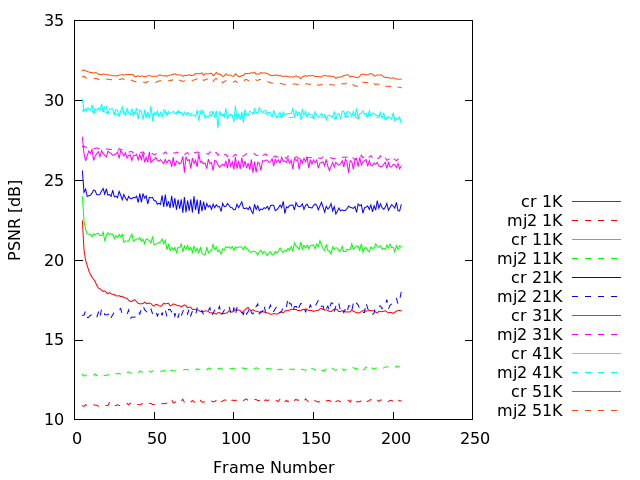 35
30
25
20
15
10
PSNR [dB]
0
50
100
150
200
250
Frame Number
cr 1K
mj2 1K
cr 11K
mj2 11K
cr 21K
mj2 21K
cr 31K
mj2 31K
cr 41K
mj2 41K
cr 51K
mj2 51K